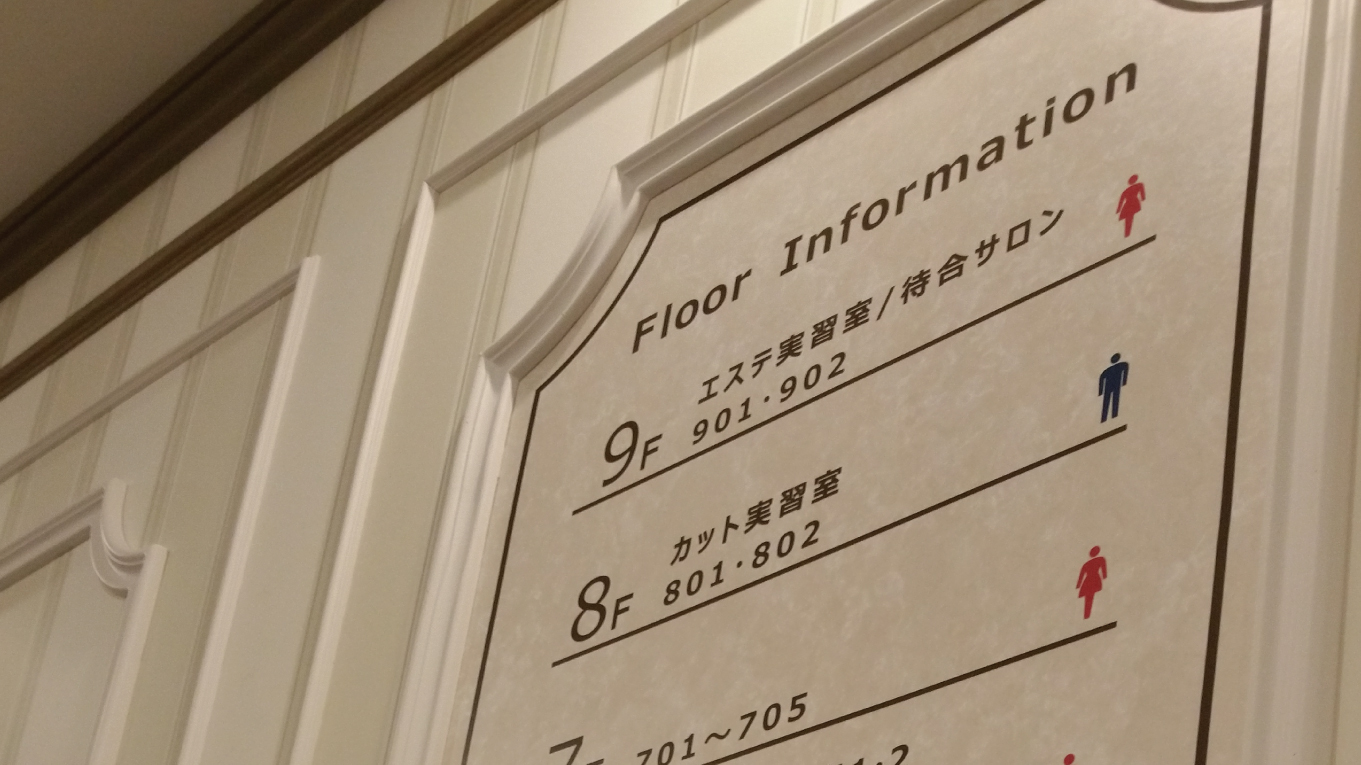 Floor Information
エステ実習室/待合サロン
9F 901・902
カット実習室
8F 801・802
701～705